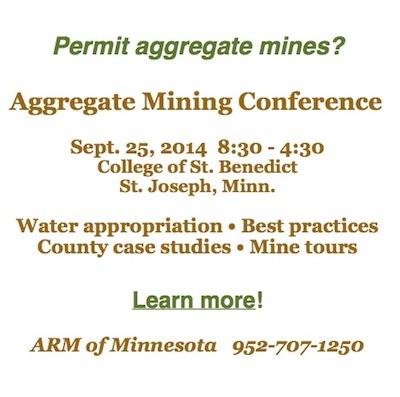 Permit aggregate mines?
Aggregate Mining Conference
Sept. 25, 2014 8:30 - 4:30
College of St. Benedict
St. Joseph, Minn.
Water appropriation • Best practices
County case studies • Mine tours
Learn more!
ARM of Minnesota 952-707-1250